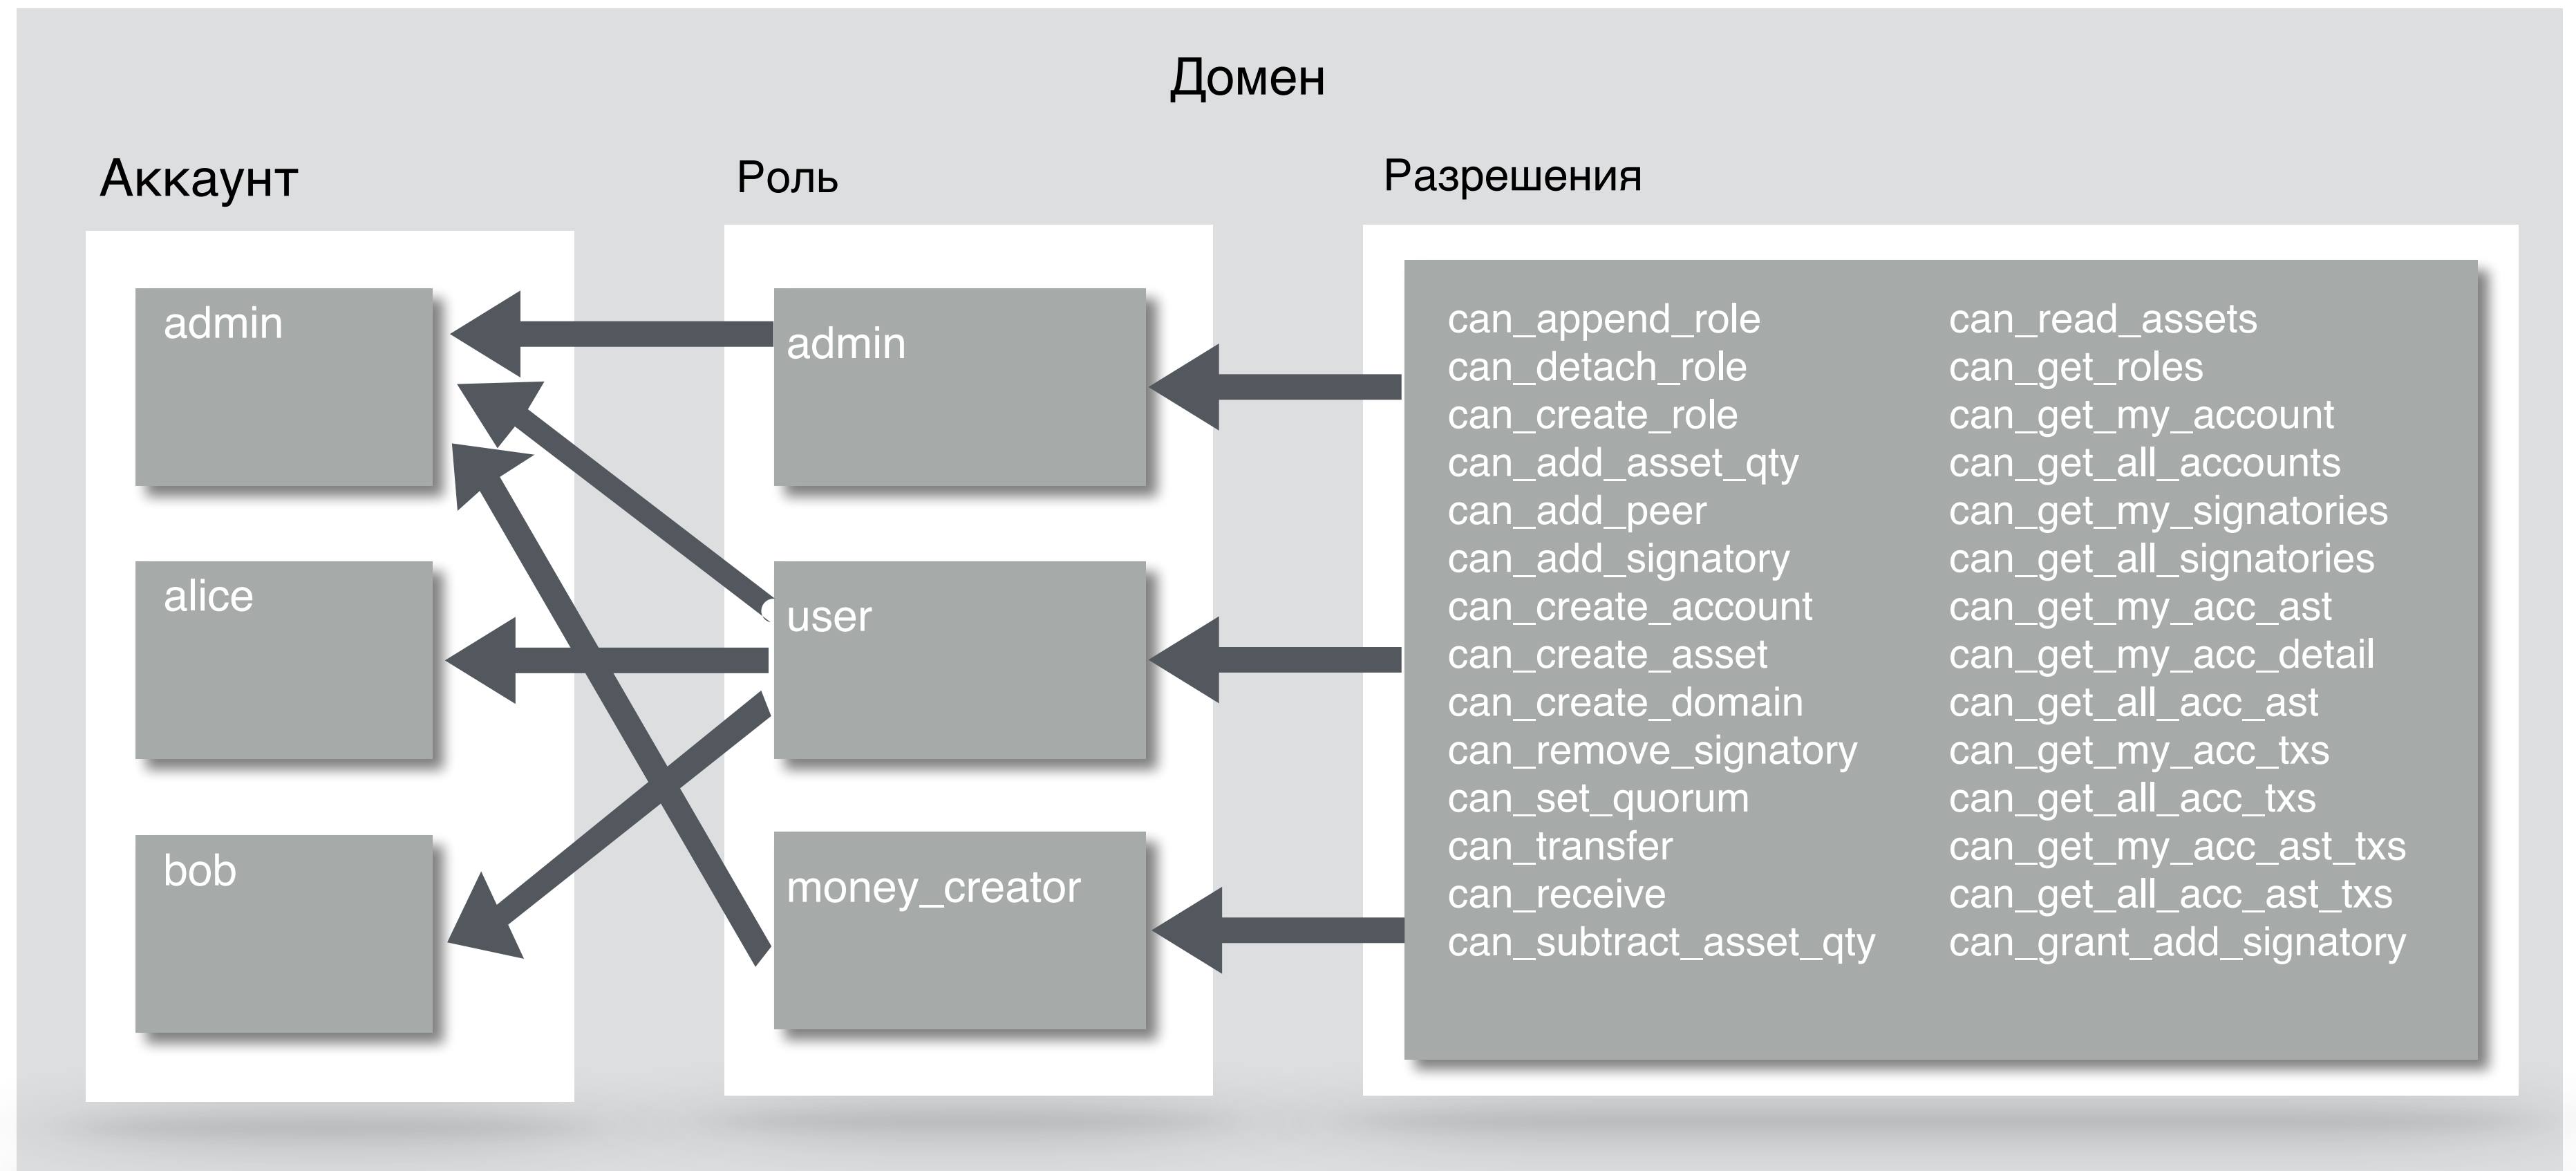 Домен
Аккаунт
Роль
Разрешения
admin
alice
bob
admin
user
money_creator
can_append_role
can_detach_role
can_create_role
can_add_asset_qty
can_add_peer
can_add_signatory
can_create_account
can_create_asset
can_create_domain
can_remove_signatory
can_set_quorum
can_transfer
can_receive
can_subtract_asset_qty
can_read_assets
can_get_roles
can_get_my_account
can_get_all_accounts
can_get_my_signatories
can_get_all_signatories
can_get_my_acc_ast
can_get_my_acc_detail
can_get_all_acc_ast
can_get_my_acc_txs
can_get_all_acc_txs
can_get_my_acc_ast_txs
can_get_all_acc_ast_txs
can_grant_add_signatory